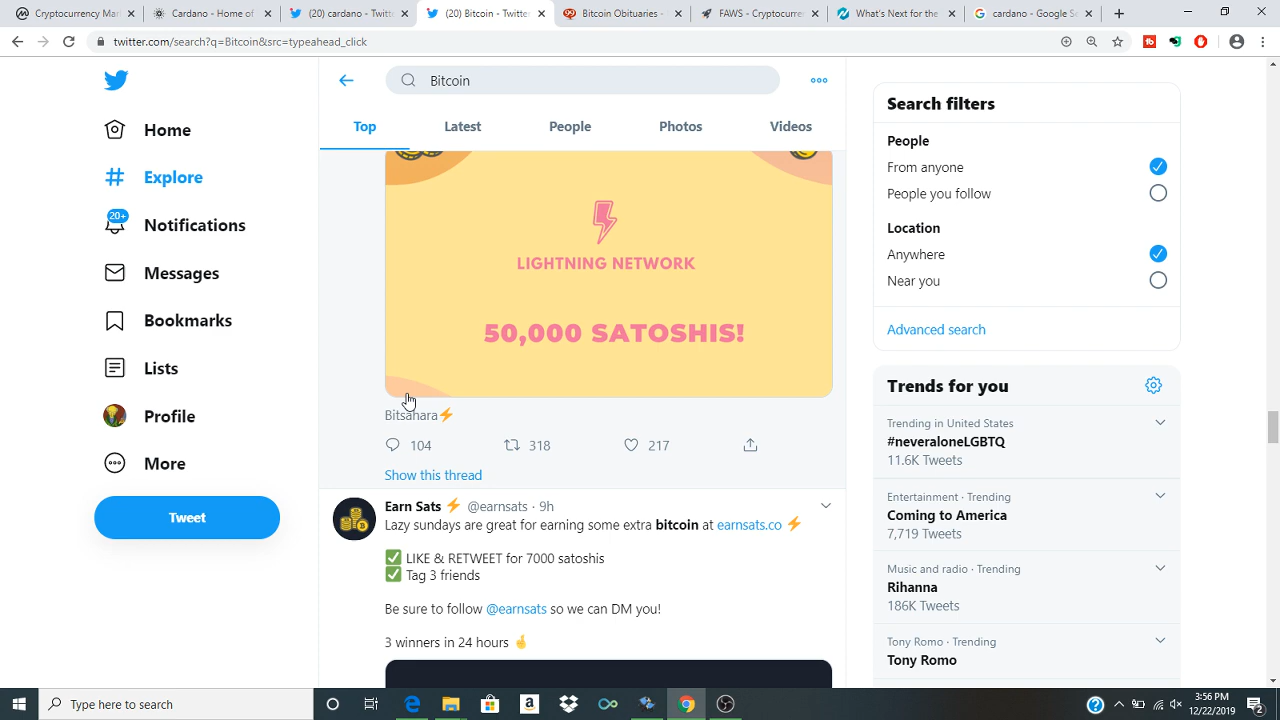 Cryptocurrency Mar
Cardano - Home of
(20) cardano - Twitt
(20) Bitcoin - Twitte
Bitcoin Obituaries -
FAWS - Cryptocurre
What's Next for the
cardano - Google Se
twitter.com/search?q=Bitcoin&src=typeahead_click
Bitcoin
Top
Latest
People
Photos
Videos
Home
Explore
20+
Notifications
Messages
Bookmarks
Lists
Profile
More
Tweet
LIGHTNING NETWORK
50,000 SATOSHIS!
Bitsahara⚡
104 318 217
Show this thread
Earn Sats ⚡ @earnsats · 9h
Lazy sundays are great for earning some extra bitcoin at earnsats.co ⚡
✅ LIKE & RETWEET for 7000 satoshis
✅ Tag 3 friends
Be sure to follow @earnsats so we can DM you!
3 winners in 24 hours 🤞
Search filters
People
From anyone
People you follow
Location
Anywhere
Near you
Advanced search
Trends for you
Trending in United States
#neveraloneLGBTQ
11.6K Tweets
Entertainment · Trending
Coming to America
7,719 Tweets
Music and radio · Trending
Rihanna
186K Tweets
Tony Romo · Trending
Tony Romo
Type here to search
3:56 PM
12/22/2019